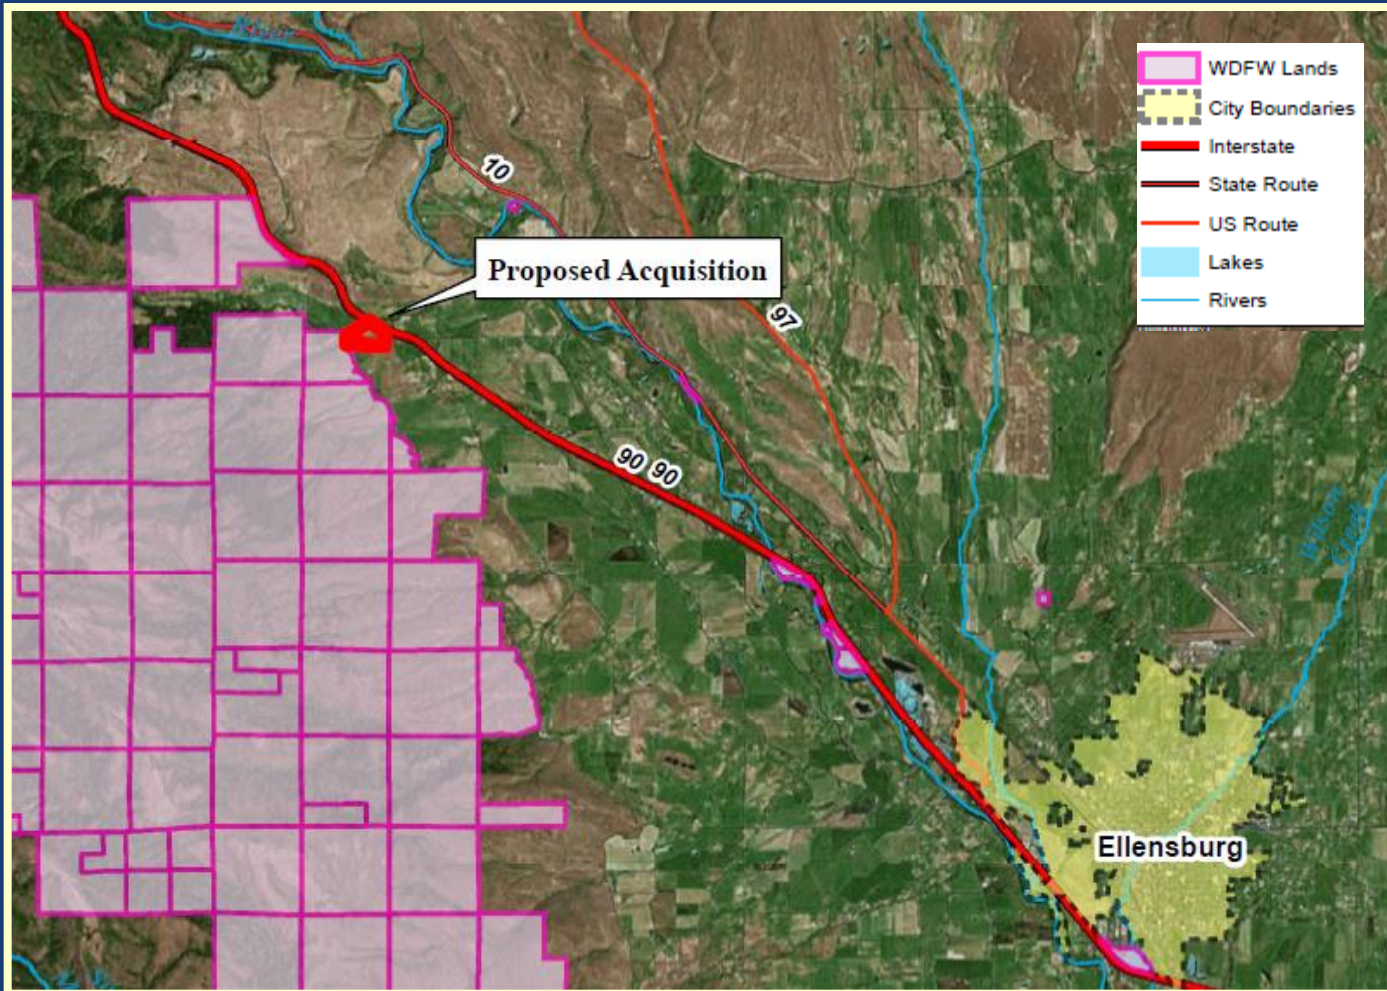 River
WDFW Lands
City Boundaries
Interstate
State Route
US Route
Lakes
Rivers
10
Proposed Acquisition
97
90 90
Wilson
Creek
Ellensburg